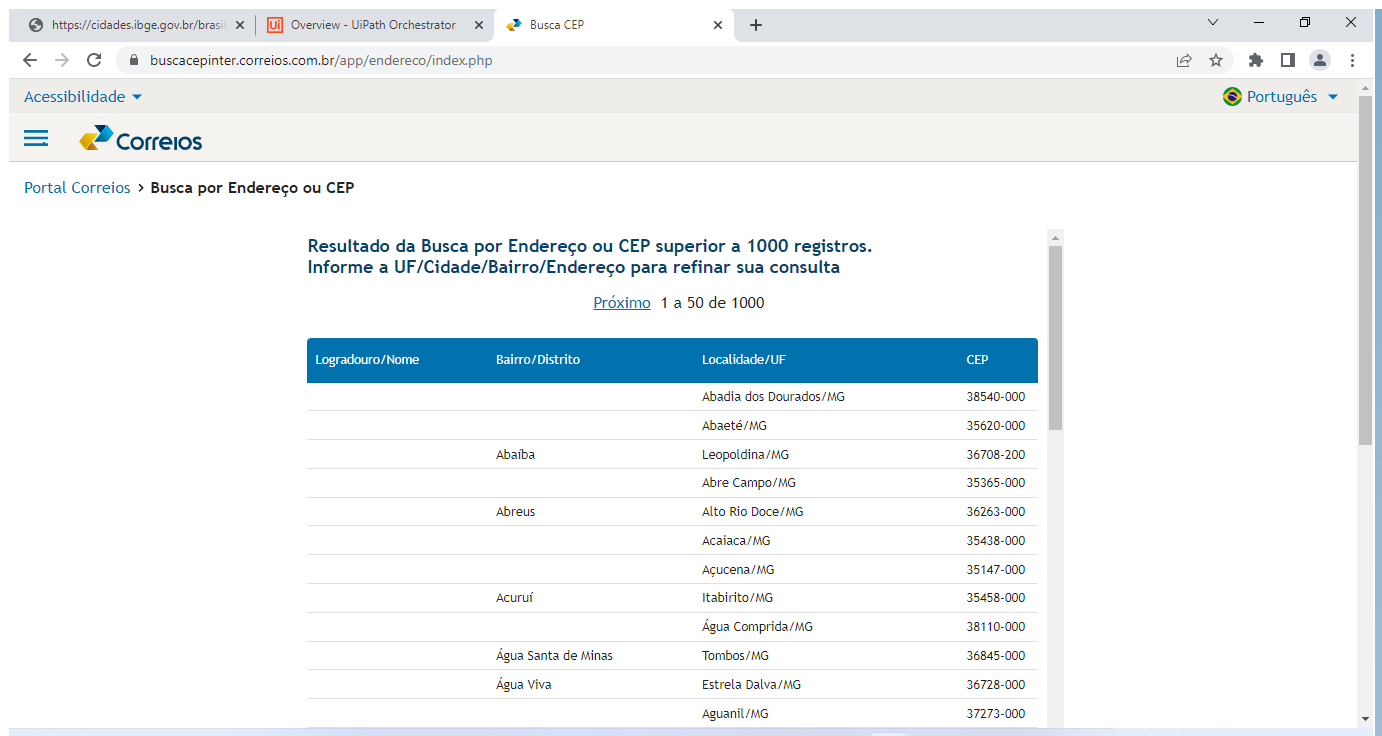 https://cidades.ibge.gov.br/brasil
Ui Overview - UiPath Orchestrator
Busca CEP
buscacepinter.correios.com.br/app/endereco/index.php
Acessibilidade
Português
Correios
Portal Correios > Busca por Endereço ou CEP
Resultado da Busca por Endereço ou CEP superior a 1000 registros.
Informe a UF/Cidade/Bairro/Endereço para refinar sua consulta
Próximo 1 a 50 de 1000
Logradouro/Nome Bairro/Distrito Localidade/UF CEP
Abadia dos Dourados/MG 38540-000
Abaeté/MG 35620-000
Abaíba Leopoldina/MG 36708-200
Abre Campo/MG 35365-000
Abreus Alto Rio Doce/MG 36263-000
Acaiaca/MG 35438-000
Açucena/MG 35147-000
Acuruí Itabirito/MG 35458-000
Água Comprida/MG 38110-000
Água Santa de Minas Tombos/MG 36845-000
Água Viva Estrela Dalva/MG 36728-000
Aguanil/MG 37273-000